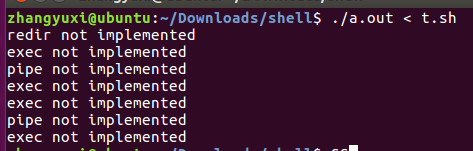 zhangyuxi@ubuntu:~/Downloads/shell$ ./a.out < t.sh
redir not implemented
exec not implemented
pipe not implemented
exec not implemented
exec not implemented
pipe not implemented
exec not implemented